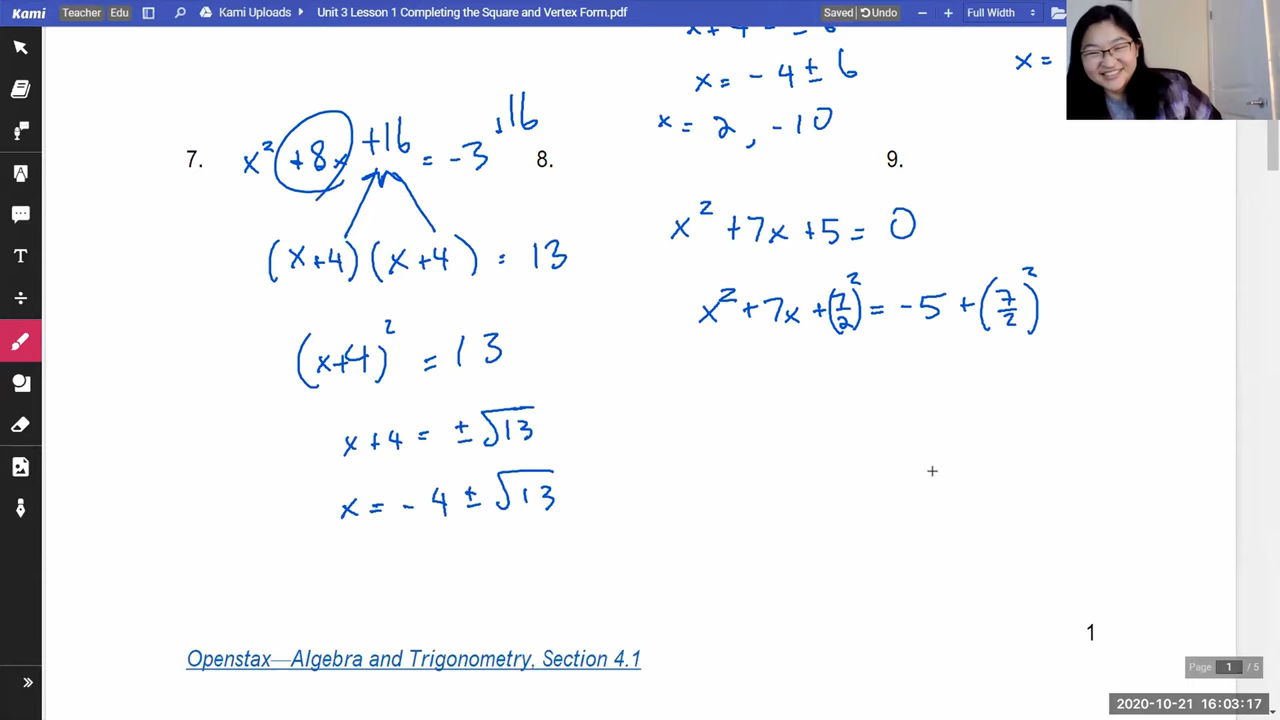 Kami Teacher Edu Kami Uploads > Unit 3 Lesson 1 Completing the Square and Vertex Form.pdf Saved Undo Full Width
x = -4 ± 6
x =
x = 2, -10
7. x² +8x +16 = -3 +16
8.
9.
(x+4)(x+4) = 13
(x+4)² = 13
x+4 = ±√13
x = -4 ±√13
x² +7x +5 = 0
x² +7x +(7/2)² = -5 +(7/2)²
1
Openstax—Algebra and Trigonometry, Section 4.1
Page 1 / 5
2020-10-21 16:03:17